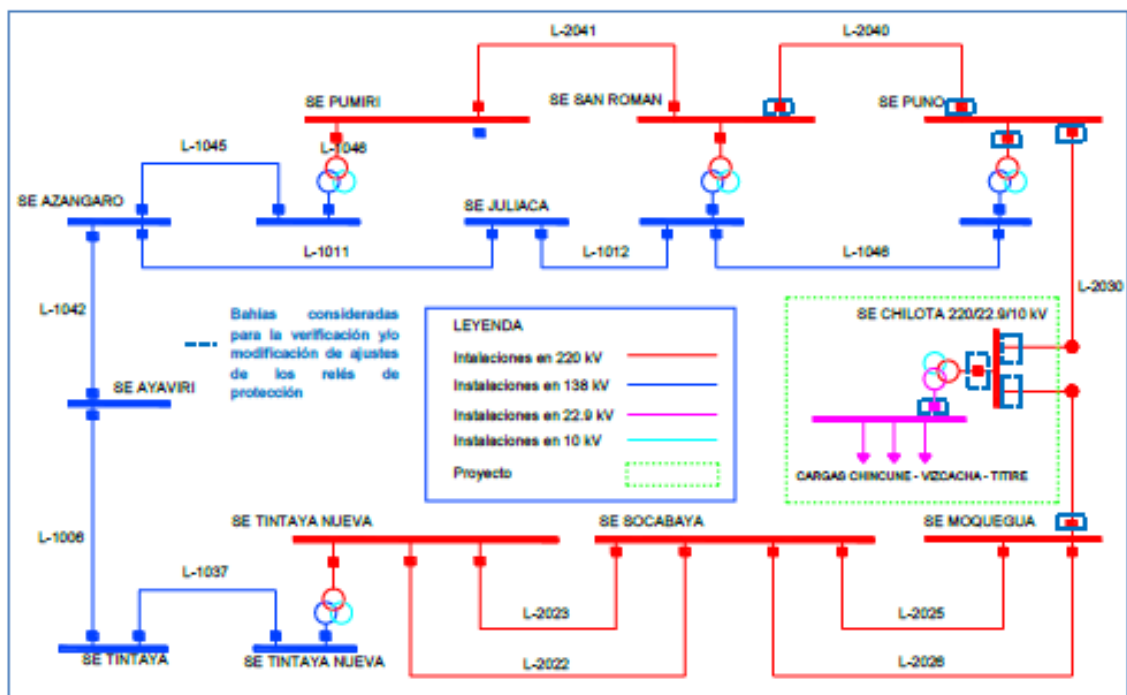 L-2041
L-2040
SE PUMIRI
SE SAN ROMAN
SE PUNO
L-1045
L-1046
SE AZANGARO
SE JULIACA
L-1011
L-1012
L-1046
L-1042
L-2030
Bahías consideradas
para la verificación y/o
modificación de ajustes
de los relés de
protección
SE CHILOTA 220/22.9/10 kV
LEYENDA
Intalaciones en 220 kV
Instalaciones en 138 kV
Instalaciones en 22.9 kV
Instalaciones en 10 kV
Proyecto
SE AYAVIRI
CARGAS CHINCUNE - VIZCACHA - TITIRE
SE TINTAYA NUEVA
SE SOCABAYA
SE MOQUEGUA
L-1006
L-1037
L-2023
L-2025
SE TINTAYA
SE TINTAYA NUEVA
L-2022
L-2026